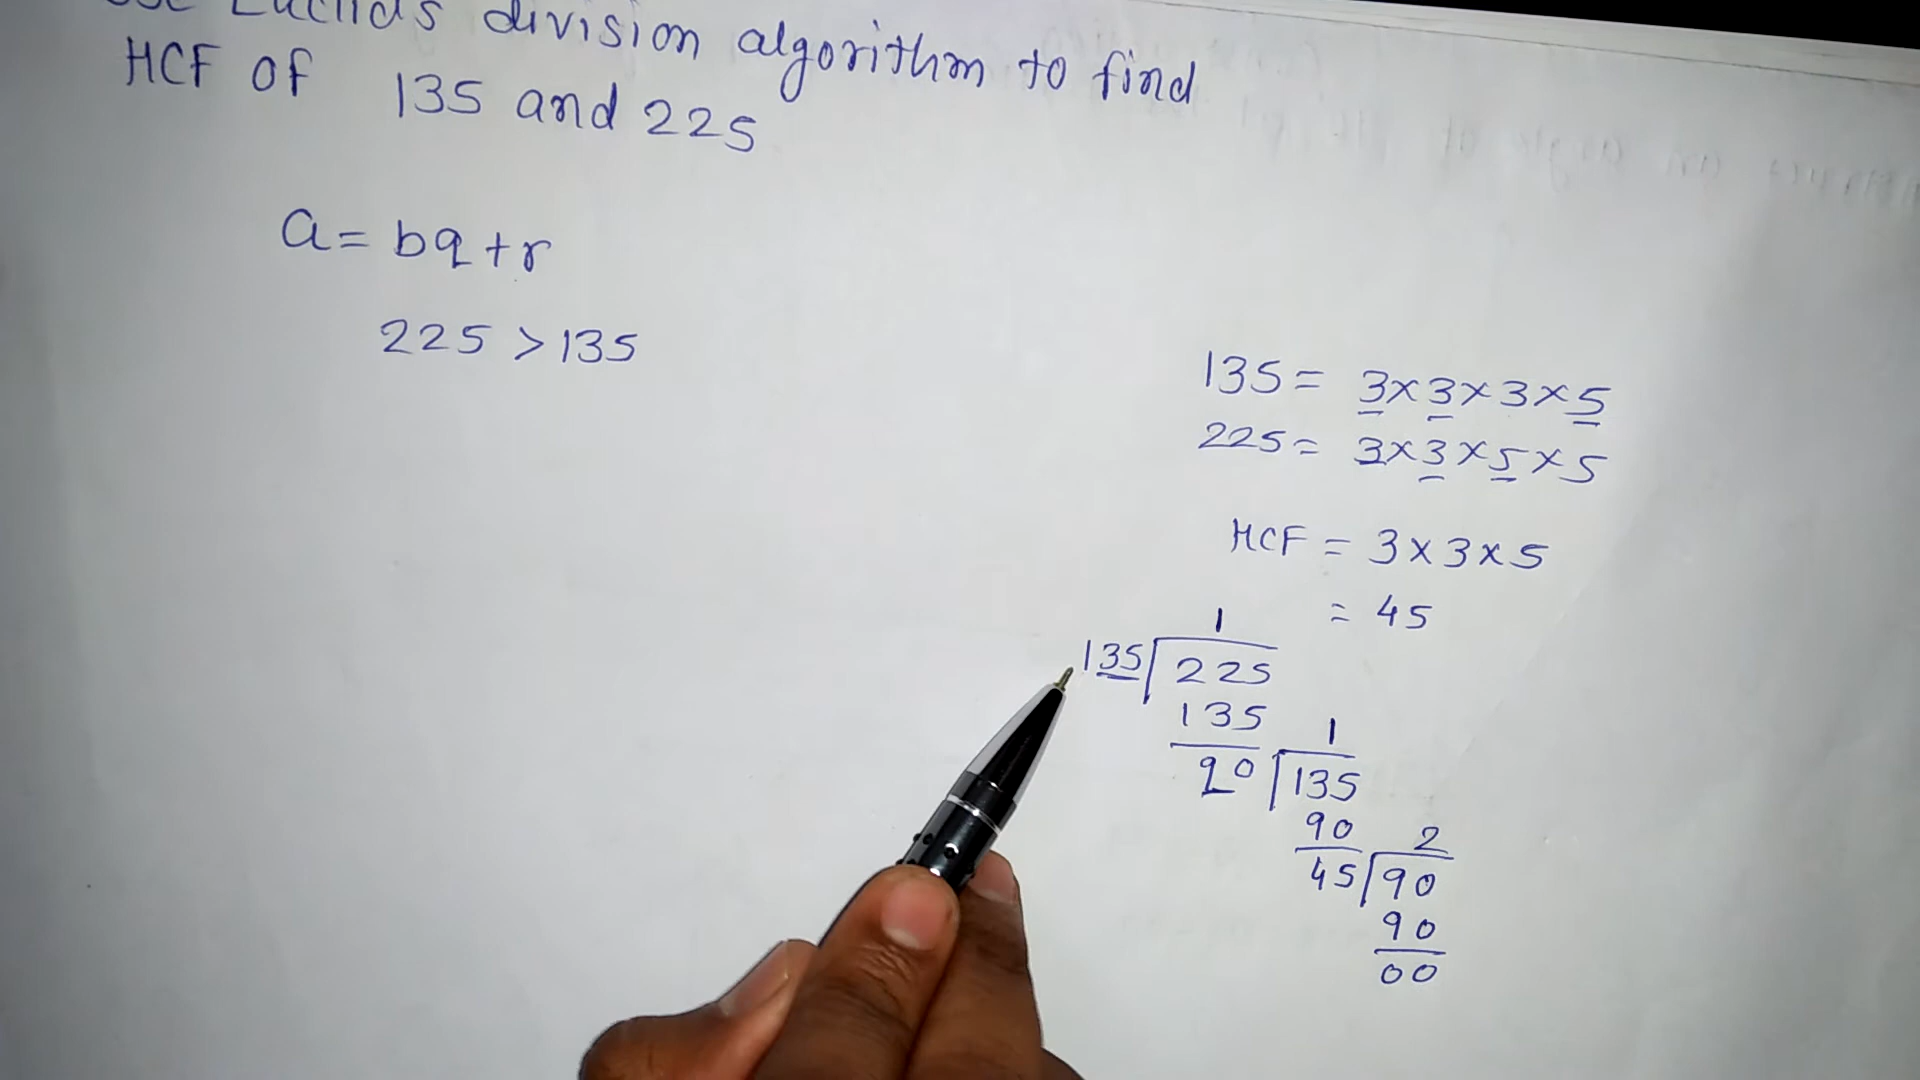 Euclid's division algorithm to find
HCF of 135 and 225
a = bq + r
225 > 135
135 = 3 × 3 × 3 × 5
225 = 3 × 3 × 5 × 5
HCF = 3 × 3 × 5
= 45
1
135 225
135 1
90 135
90 2
45 90
90
00